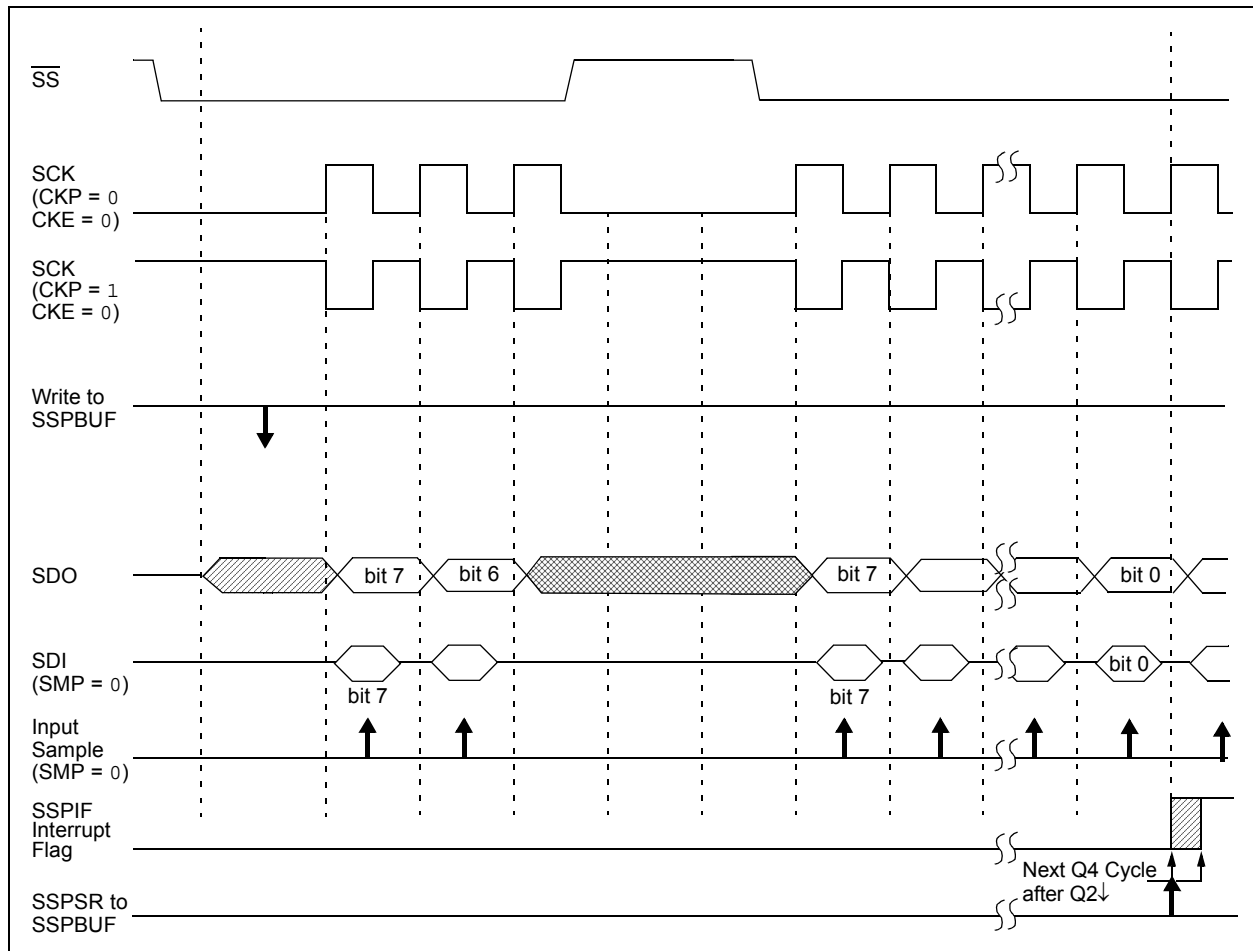 SS
SCK
(CKP = 0
CKE = 0)
SCK
(CKP = 1
CKE = 0)
Write to
SSPBUF
SDO
bit 7
bit 6
bit 7
bit 0
SDI
(SMP = 0)
bit 7
bit 7
bit 0
Input
Sample
(SMP = 0)
SSPIF
Interrupt
Flag
Next Q4 Cycle
after Q2↓
SSPSR to
SSPBUF